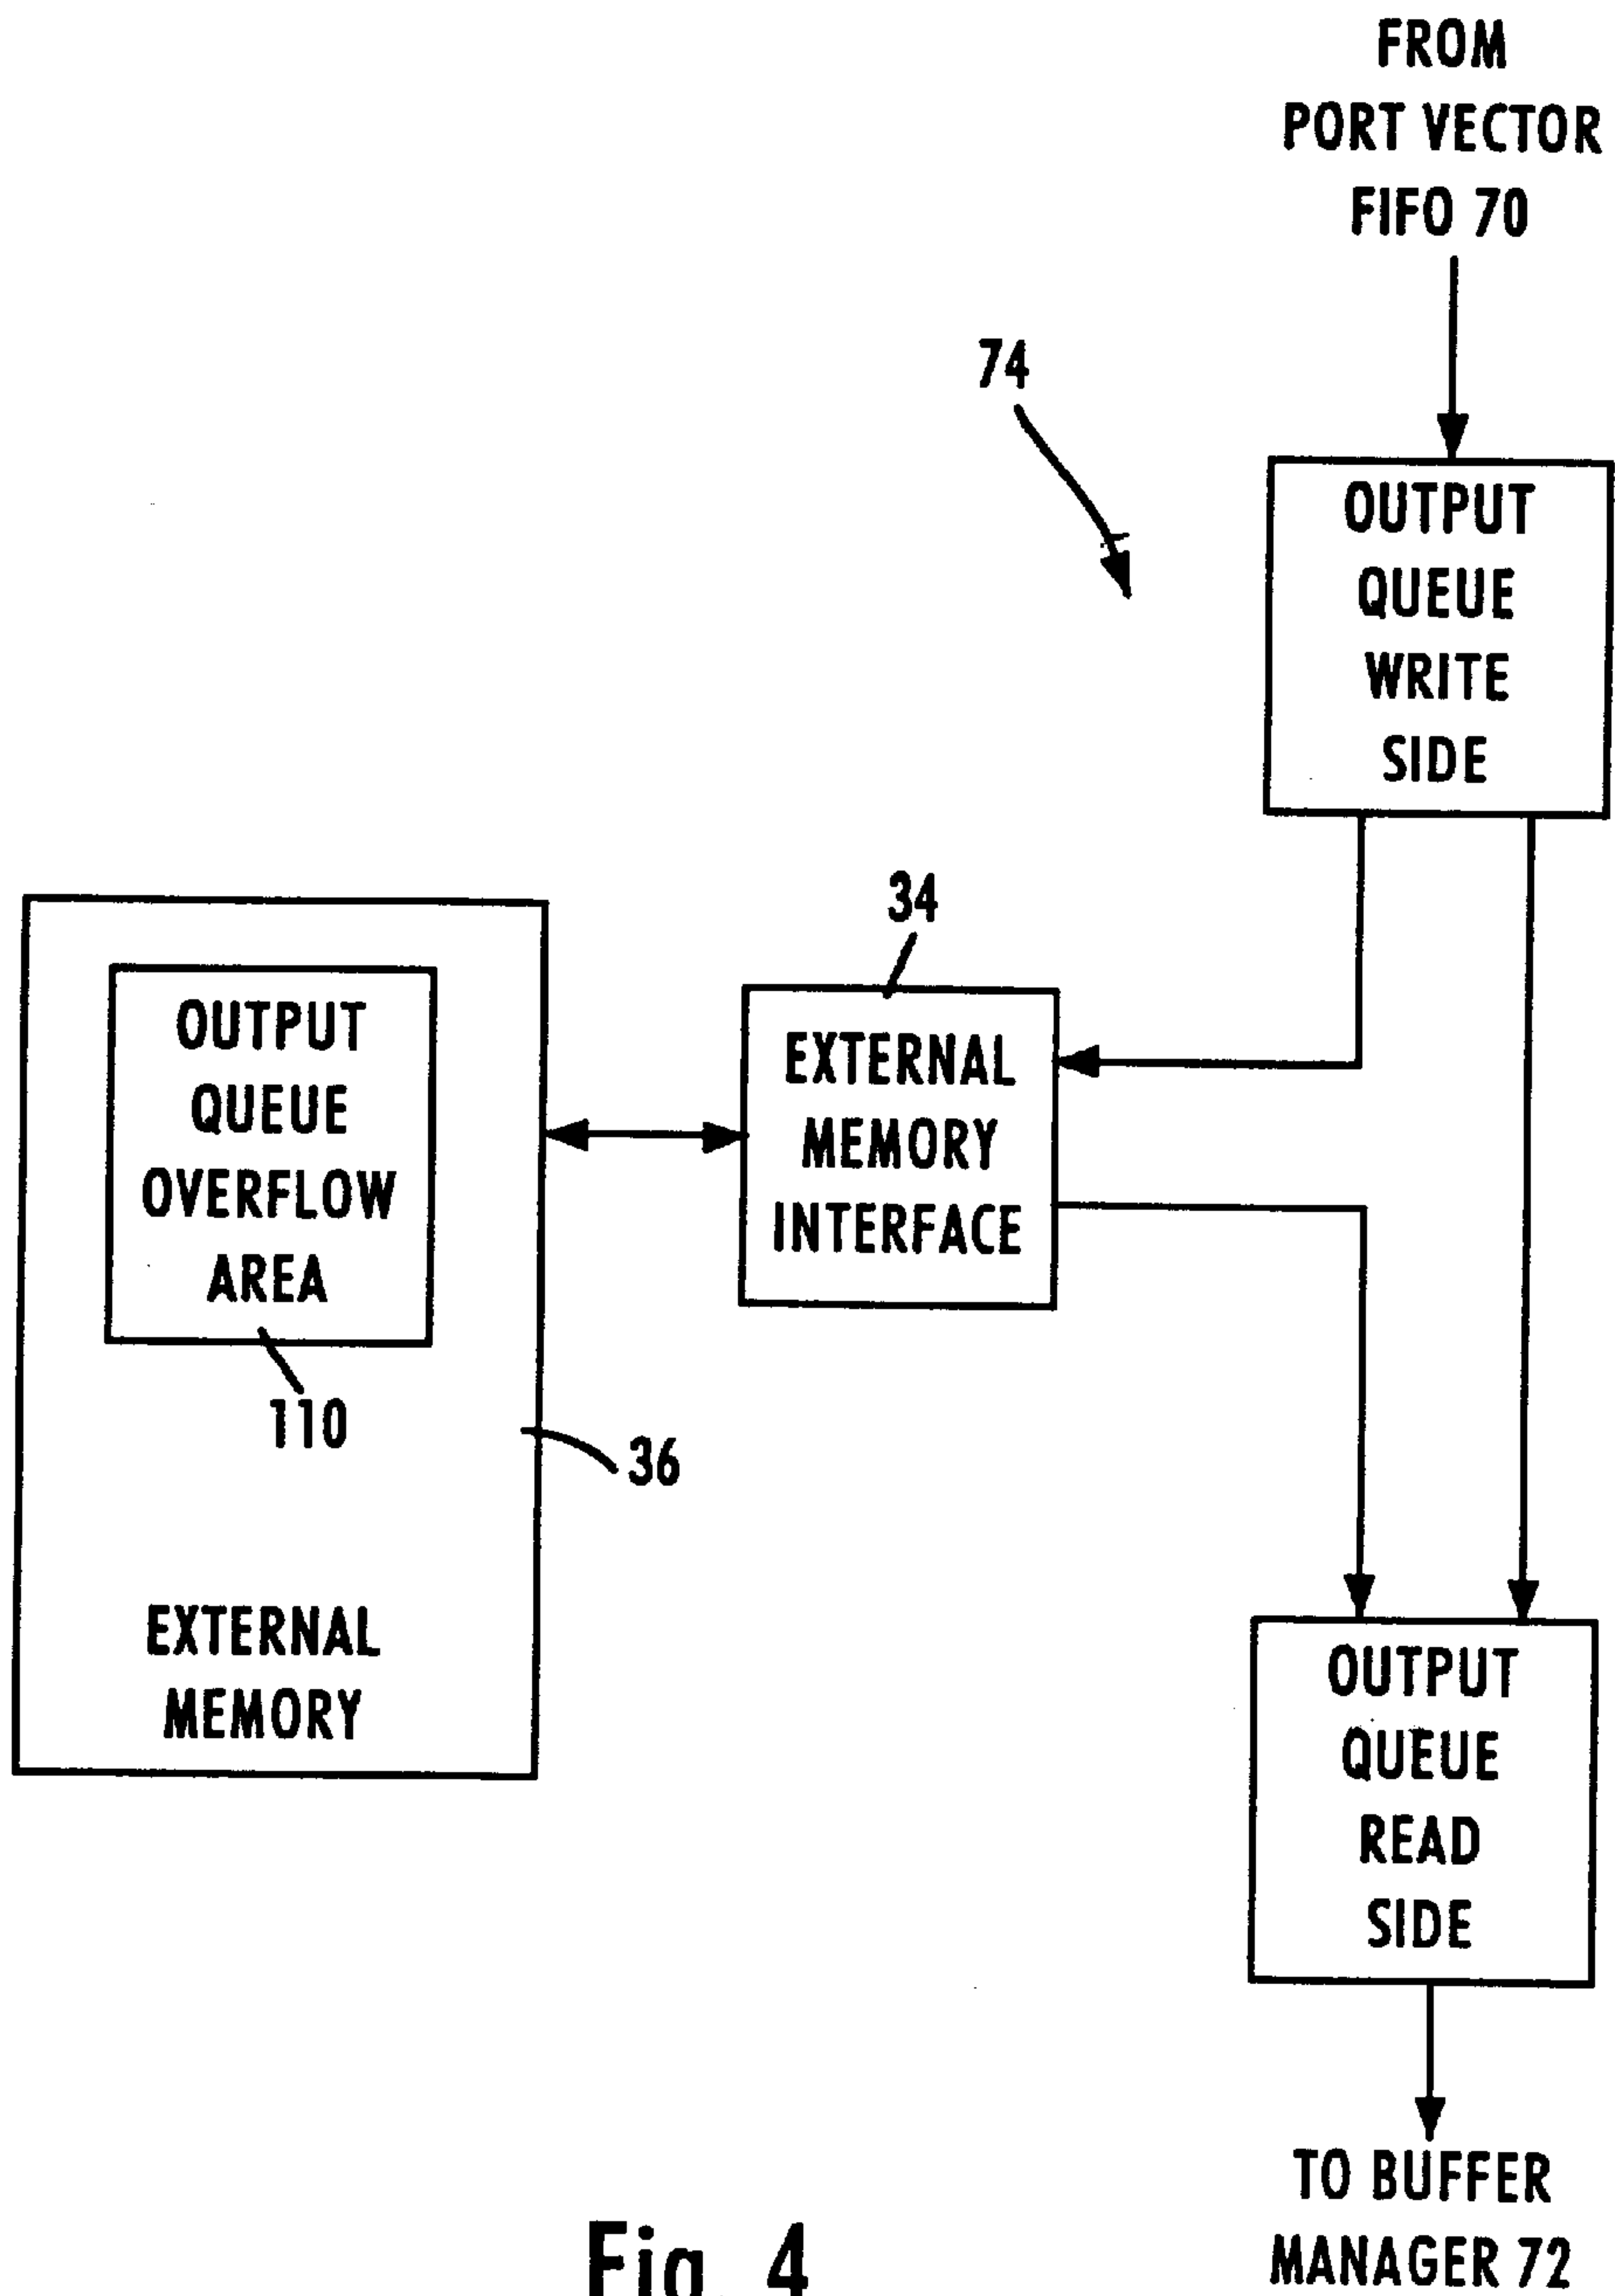 FROM
PORT VECTOR
FIFO 70
74
OUTPUT
QUEUE
WRITE
SIDE
34
EXTERNAL
MEMORY
INTERFACE
OUTPUT
QUEUE
OVERFLOW
AREA
110
36
EXTERNAL
MEMORY
OUTPUT
QUEUE
READ
SIDE
TO BUFFER
MANAGER 72
Fig. 4